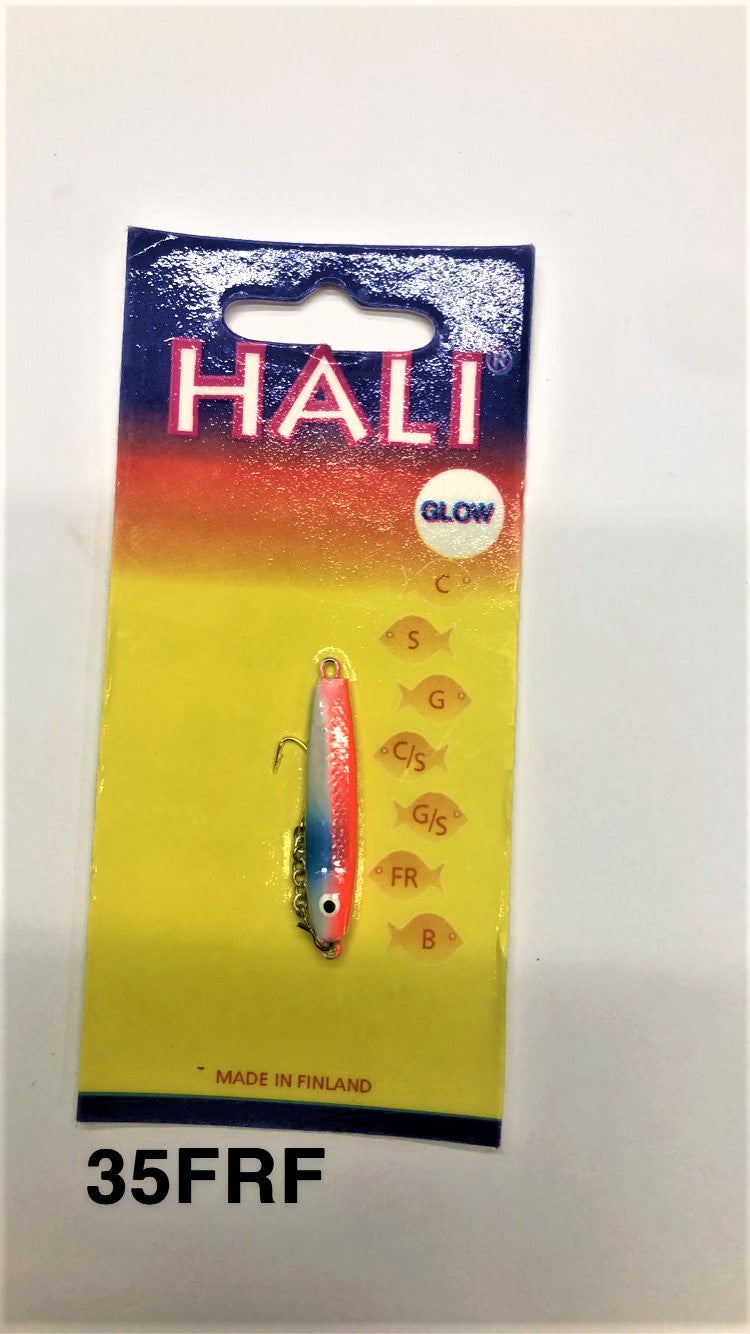 HALI®
GLOW
C
S
G
C/S
G/S
FR
B
MADE IN FINLAND
35FRF